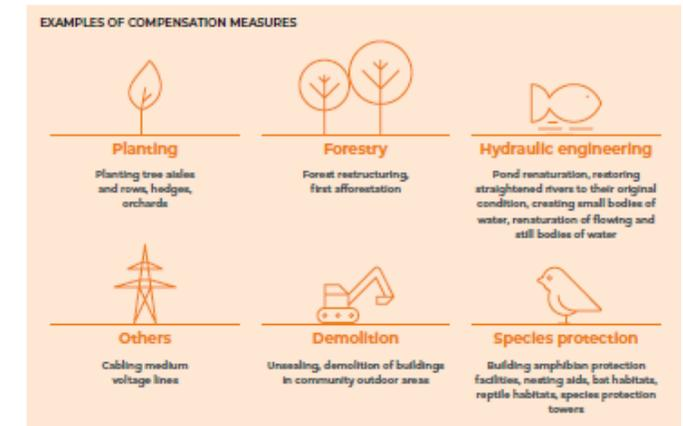 EXAMPLES OF COMPENSATION MEASURES
Planting
Planting tree aisles
and rows, hedges,
orchards
Forestry
Forest restructuring,
first afforestation
Hydraulic engineering
Pond renaturation, restoring
straightened rivers to their original
condition, creating small bodies of
water, renaturation of flowing and
still bodies of water
Others
Cabling medium
voltage lines
Demolition
Unsealing, demolition of buildings
in community outdoor areas
Species protection
Building amphibian protection
facilities, nesting aids, bat habitats,
reptile habitats, species protection
towers